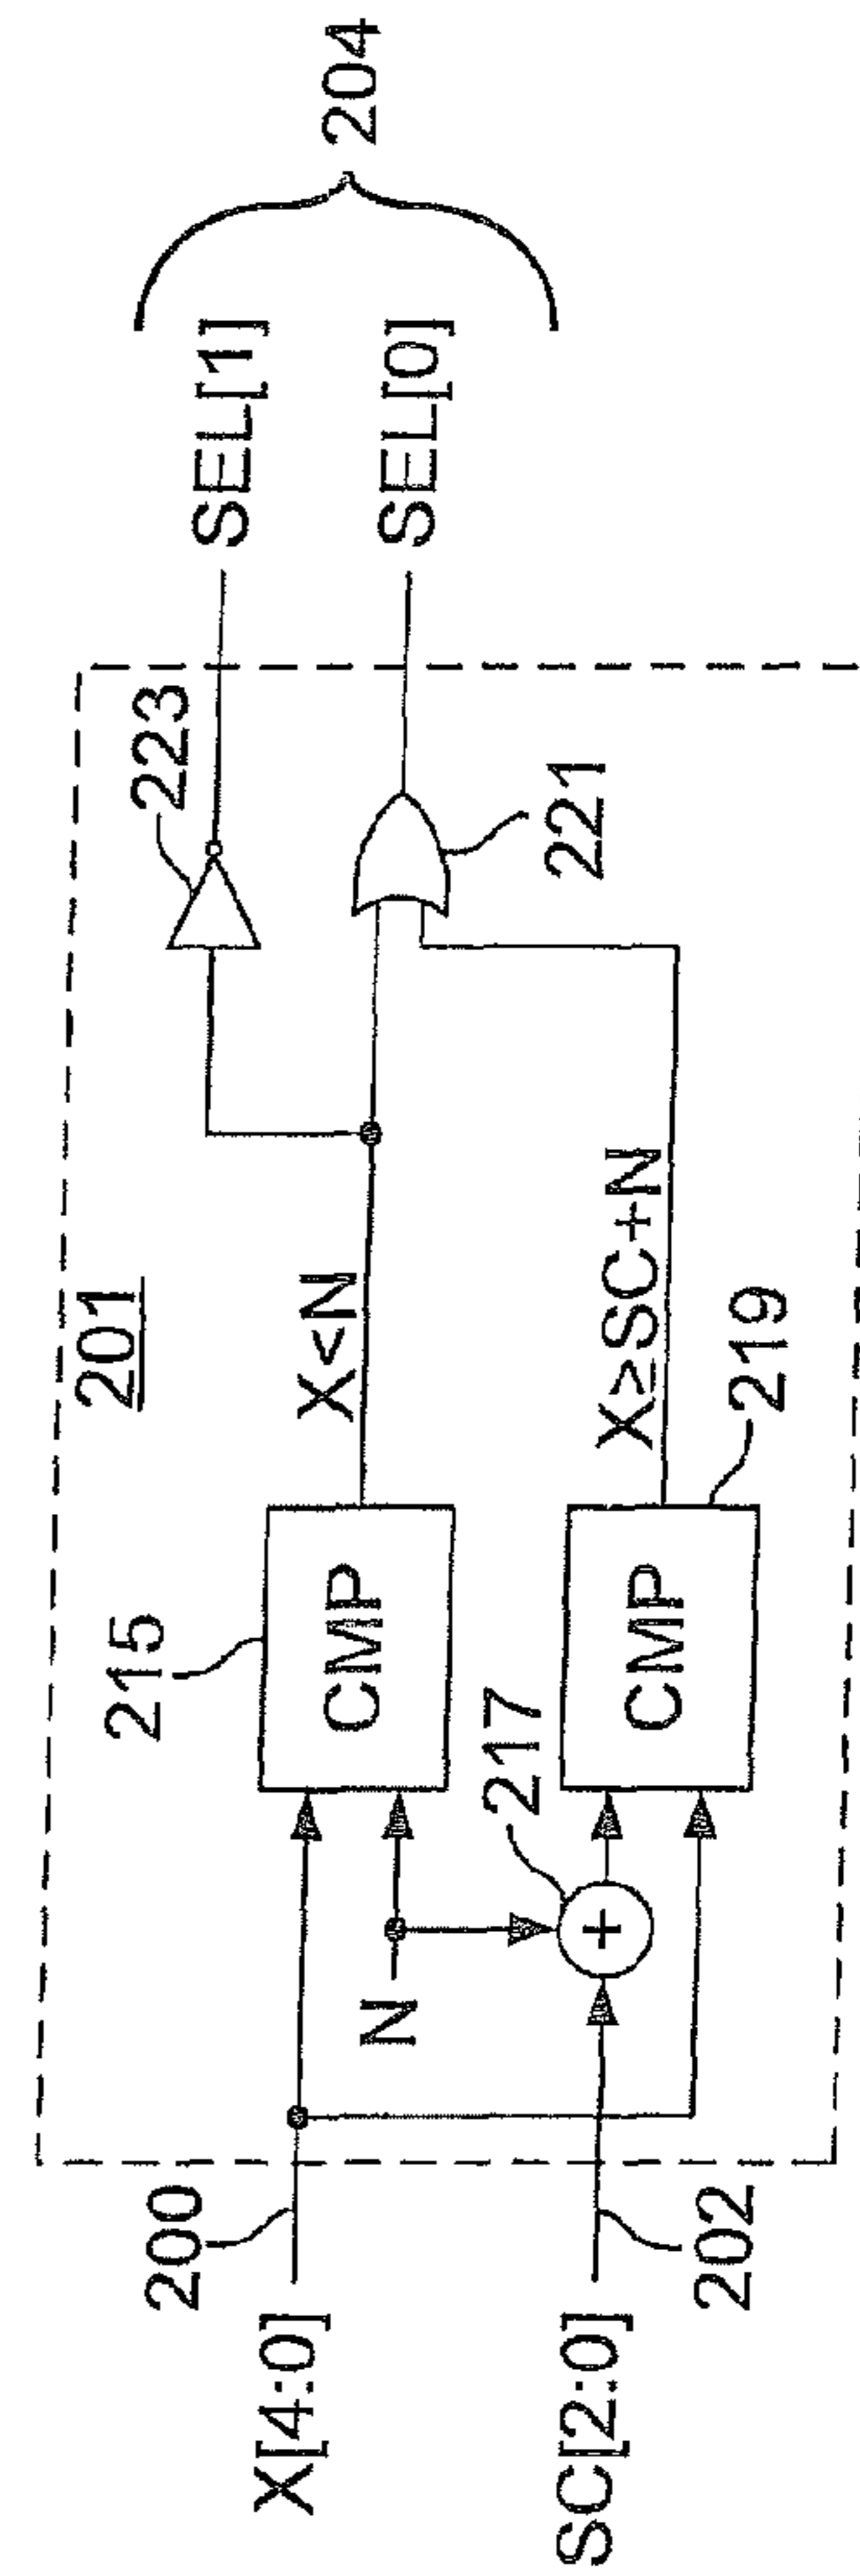 201
X[4:0]
200
215
CMP
X<N
223
SEL[1]
N
217
SC[2:0]
202
+
CMP
219
X≥SC+N
221
SEL[0]
204